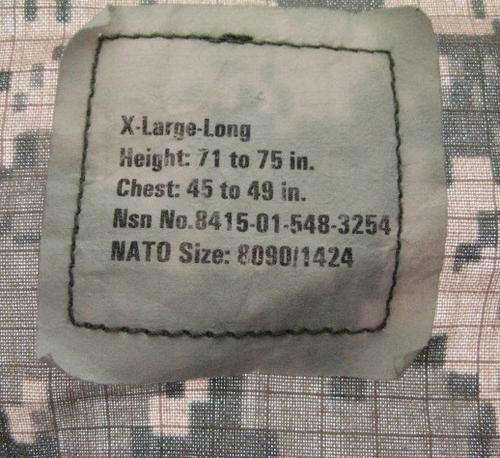 X-Large-Long
Height: 71 to 75 in.
Chest: 45 to 49 in.
Nsn No.8415-01-548-3254
NATO Size: 8090/1424